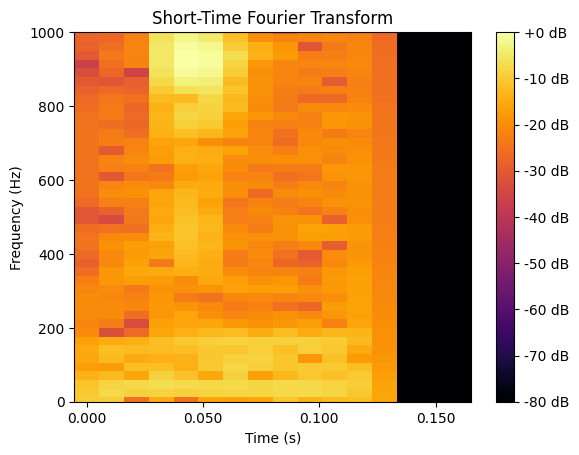 Short-Time Fourier Transform
1000
800
600
400
200
0
Frequency (Hz)
0.000
0.050
0.100
0.150
Time (s)
+0 dB
-10 dB
-20 dB
-30 dB
-40 dB
-50 dB
-60 dB
-70 dB
-80 dB